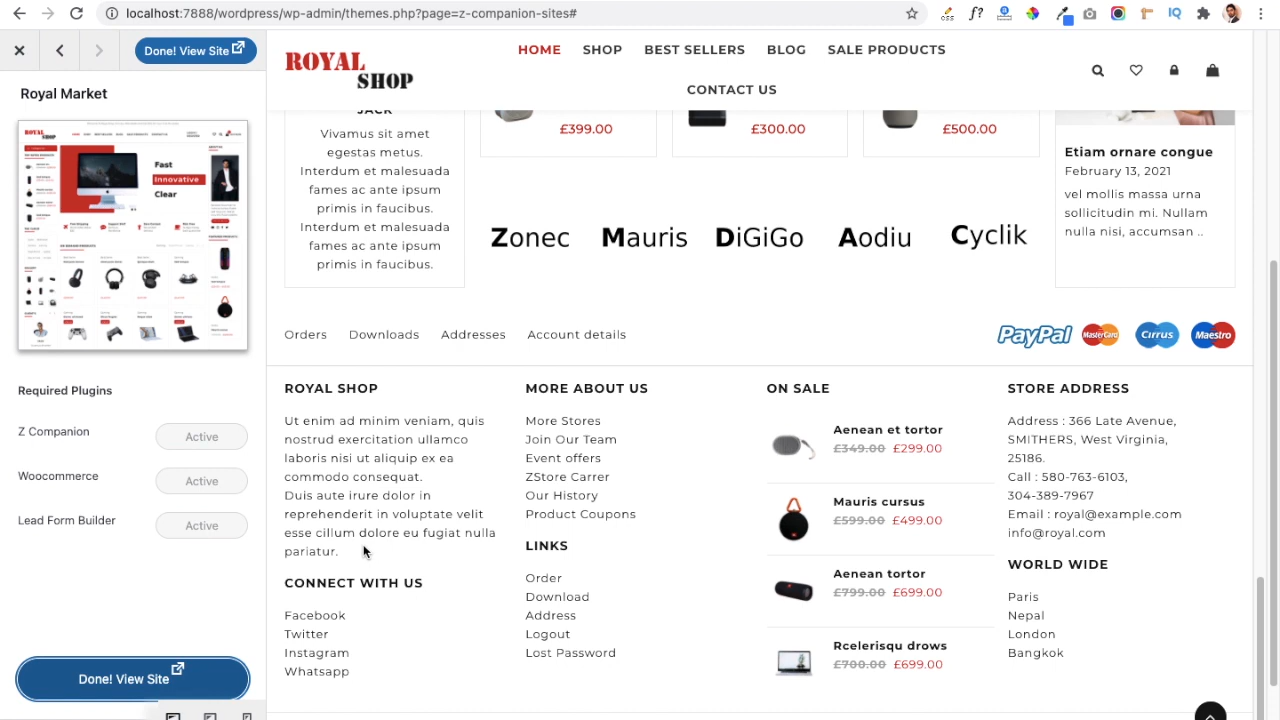 localhost:7888/wordpress/wp-admin/themes.php?page=z-companion-sites#
Done! View Site
Royal Market
Required Plugins
Z Companion
Active
Woocommerce
Active
Lead Form Builder
Active
Done! View Site
ROYAL
SHOP
HOME SHOP BEST SELLERS BLOG SALE PRODUCTS
CONTACT US
JACK
Vivamus sit amet
egestas metus.
Interdum et malesuada
fames ac ante ipsum
primis in faucibus.
Interdum et malesuada
fames ac ante ipsum
primis in faucibus.
£399.00
£300.00
£500.00
Zonec Mauris DiGiGo Aodiu Cyclik
Etiam ornare congue
February 13, 2021
vel mollis massa urna
sollicitudin mi. Nullam
nulla nisi, accumsan ..
Orders Downloads Addresses Account details
PayPal MasterCard Cirrus Maestro
ROYAL SHOP
Ut enim ad minim veniam, quis
nostrud exercitation ullamco
laboris nisi ut aliquip ex ea
commodo consequat.
Duis aute irure dolor in
reprehenderit in voluptate velit
esse cillum dolore eu fugiat nulla
pariatur.
CONNECT WITH US
Facebook
Twitter
Instagram
Whatsapp
MORE ABOUT US
More Stores
Join Our Team
Event offers
ZStore Carrer
Our History
Product Coupons
LINKS
Order
Download
Address
Logout
Lost Password
ON SALE
Aenean et tortor
£349.00 £299.00
Mauris cursus
£599.00 £499.00
Aenean tortor
£799.00 £699.00
Rcelerisqu drows
£700.00 £699.00
STORE ADDRESS
Address : 366 Late Avenue,
SMITHERS, West Virginia,
25186.
Call : 580-763-6103,
304-389-7967
Email : royal@example.com
info@royal.com
WORLD WIDE
Paris
Nepal
London
Bangkok